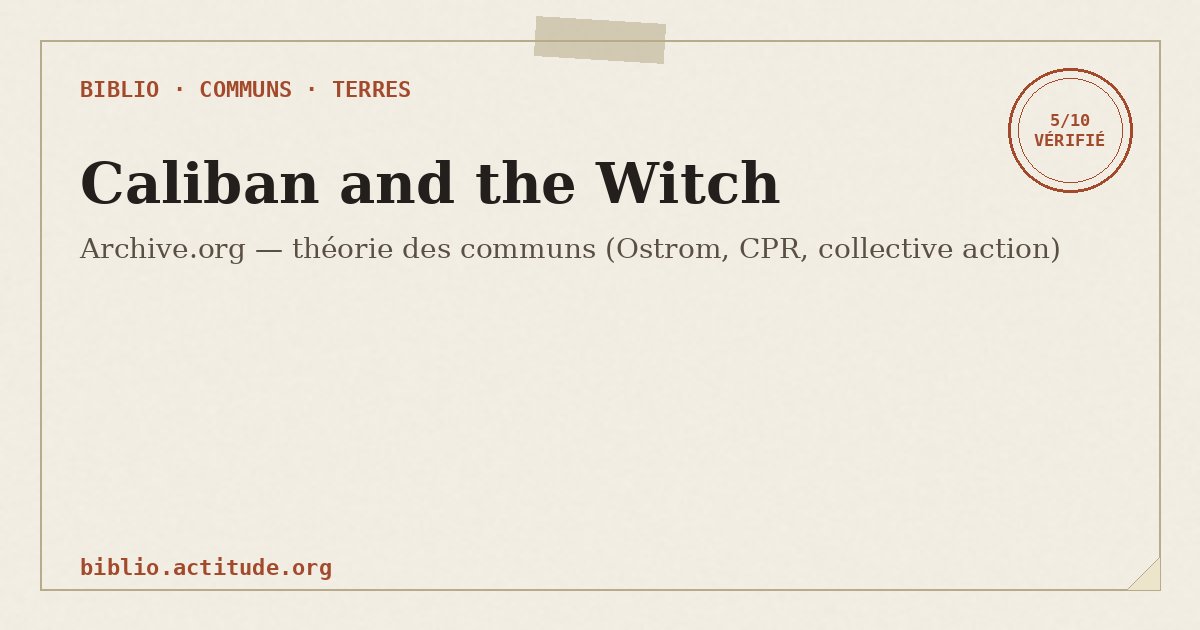 BIBLIO · COMMUNS · TERRES
5/10
VÉRIFIÉ
Caliban and the Witch
Archive.org — théorie des communs (Ostrom, CPR, collective action)
biblio.actitude.org